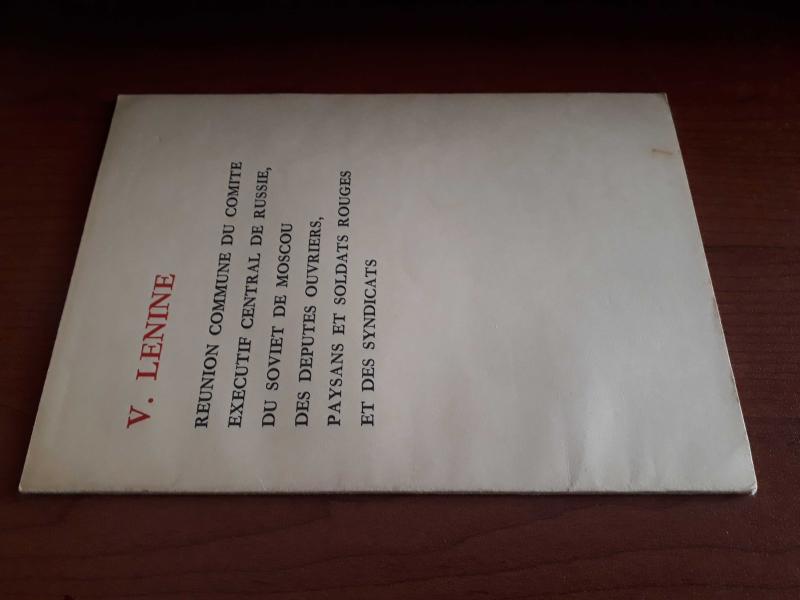 V. LENINE
REUNION COMMUNE DU COMITE
EXECUTIF CENTRAL DE RUSSIE,
DU SOVIET DE MOSCOU
DES DEPUTES OUVRIERS,
PAYSANS ET SOLDATS ROUGES
ET DES SYNDICATS